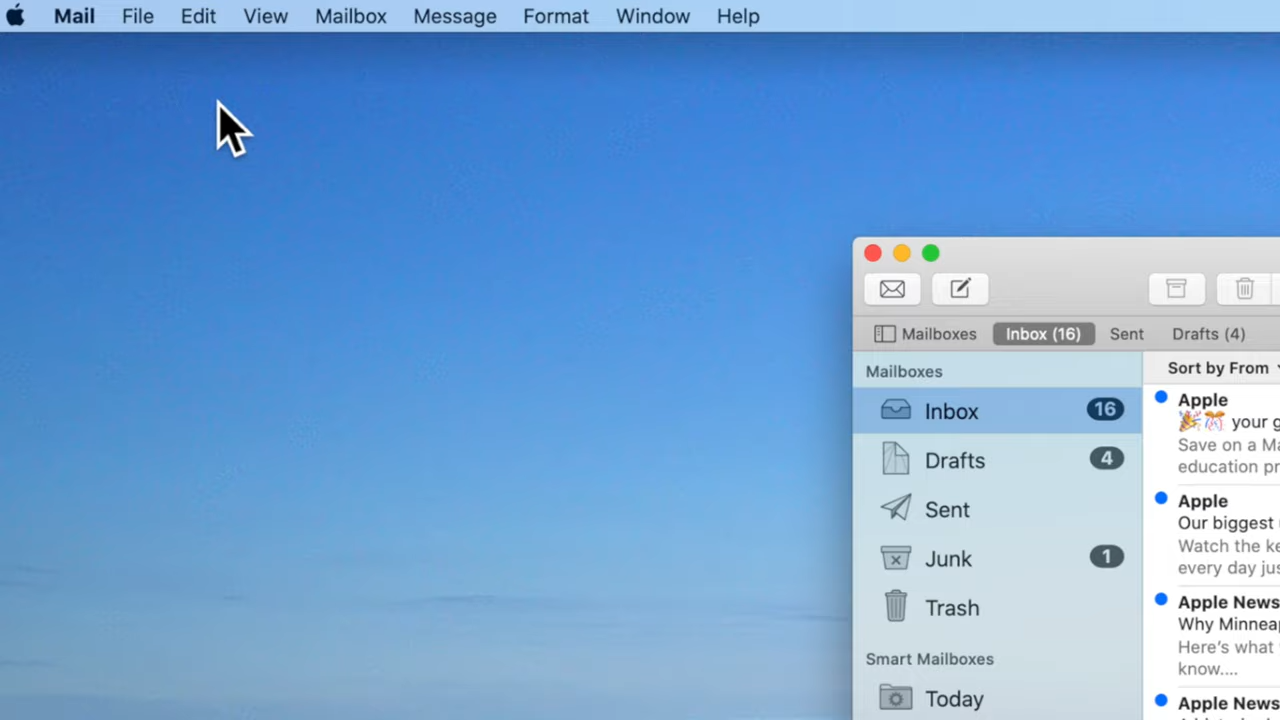 Mail File Edit View Mailbox Message Format Window Help
Mailboxes Inbox (16) Sent Drafts (4)
Mailboxes
Inbox 16
Drafts 4
Sent
Junk 1
Trash
Smart Mailboxes
Today
Sort by From
Apple
🎉🎊 your g
Save on a Ma
education pr
Apple
Our biggest
Watch the ke
every day jus
Apple News
Why Minneap
Here's what
know....
Apple News